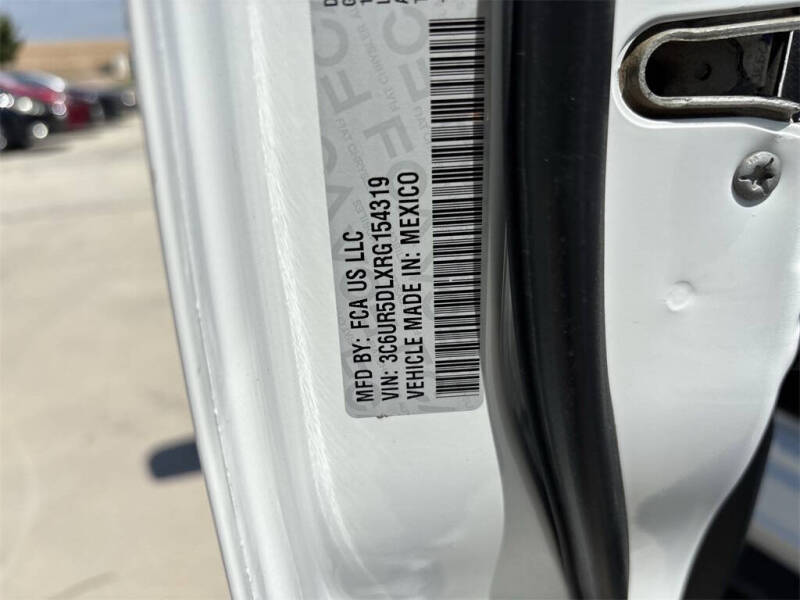 MFD BY: FCA US LLC
VIN: 3C6UR5DLXRG154319
VEHICLE MADE IN: MEXICO